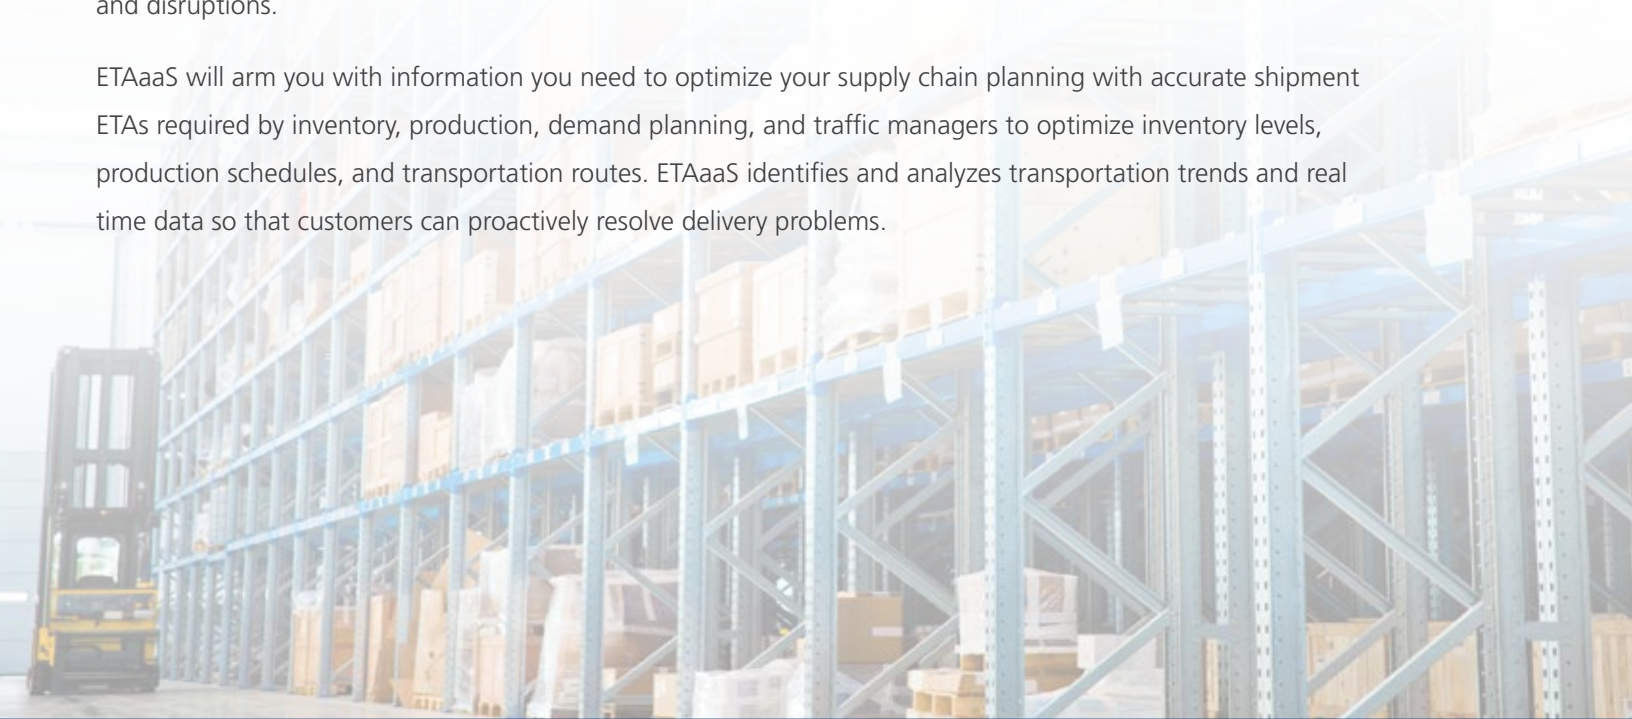 and disruptions.
ETAaaS will arm you with information you need to optimize your supply chain planning with accurate shipment
ETAs required by inventory, production, demand planning, and traffic managers to optimize inventory levels,
production schedules, and transportation routes. ETAaaS identifies and analyzes transportation trends and real
time data so that customers can proactively resolve delivery problems.